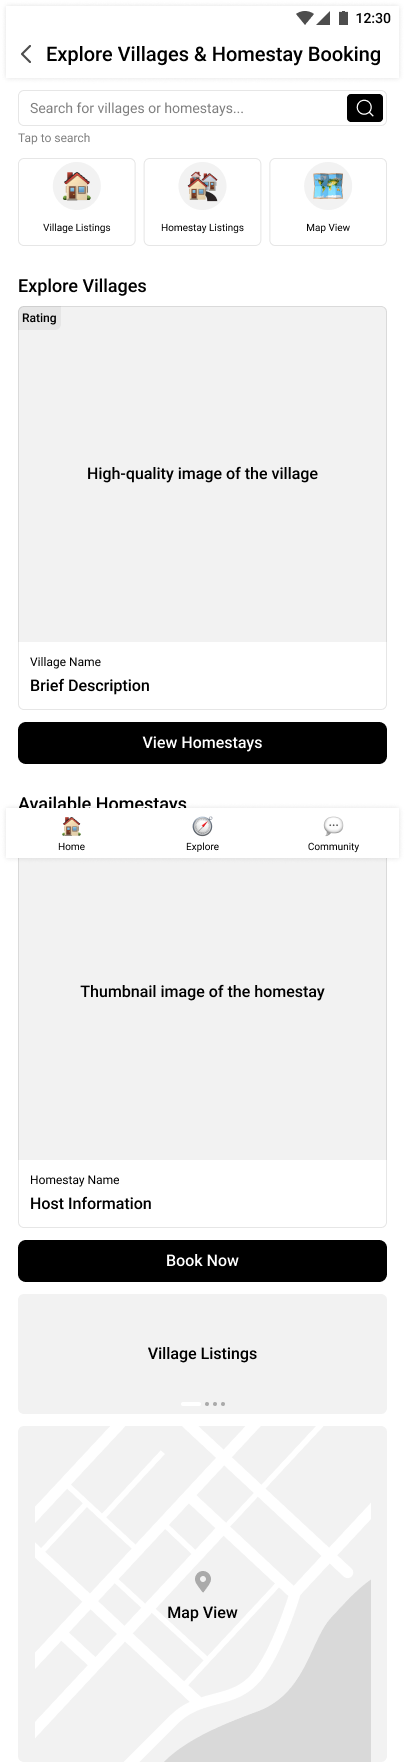 12:30
Explore Villages & Homestay Booking
Search for villages or homestays...
Tap to search
Village Listings
Homestay Listings
Map View
Explore Villages
Rating
High-quality image of the village
Village Name
Brief Description
View Homestays
Available Homestays
Home
Explore
Community
Thumbnail image of the homestay
Homestay Name
Host Information
Book Now
Village Listings
Map View